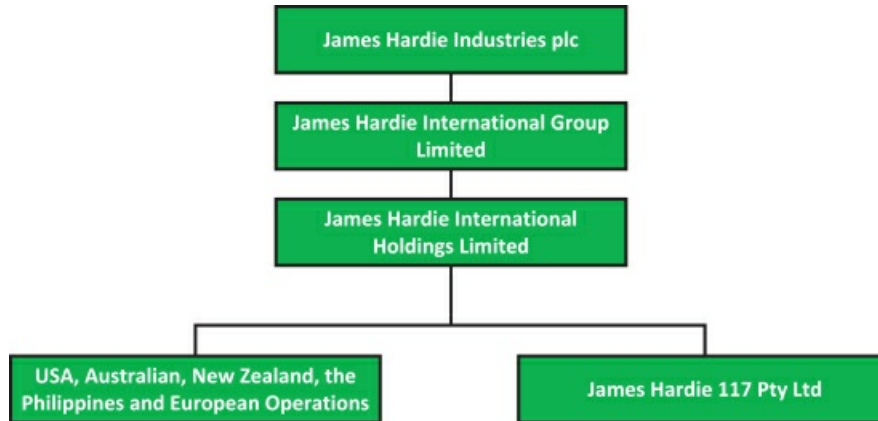 James Hardie Industries plc
James Hardie International Group
Limited
James Hardie International
Holdings Limited
USA, Australian, New Zealand, the
Philippines and European Operations
James Hardie 117 Pty Ltd